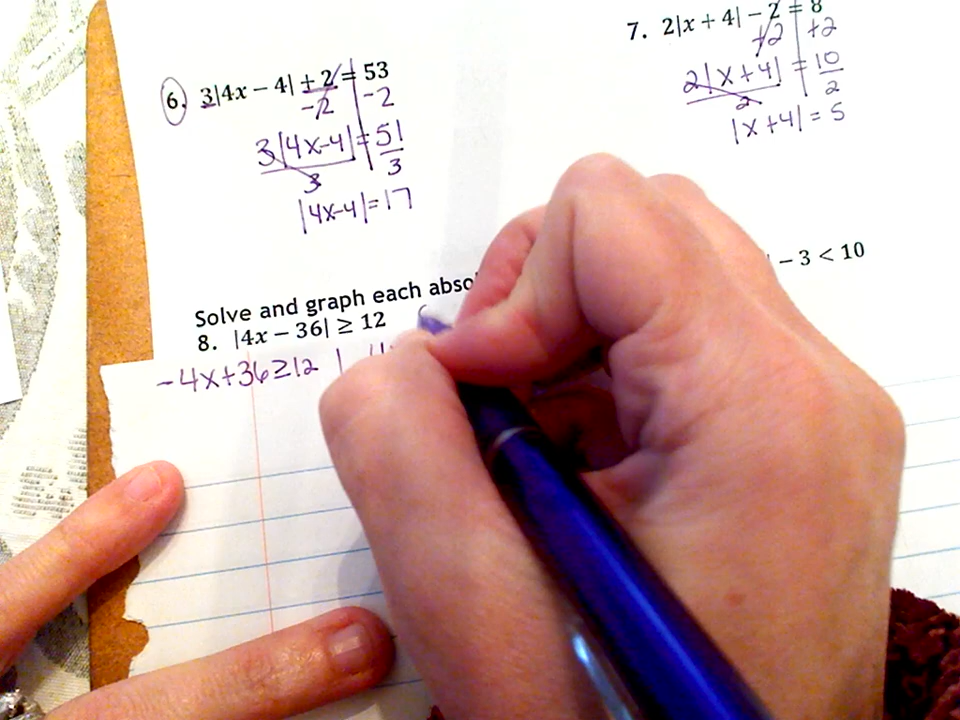 6. 3|4x − 4| + 2 = 53
-2 -2
3|4x-4| = 51
3 3
|4x-4|=17
7. 2|x + 4| − 2 = 8
+2 +2
2|x+4| = 10
2 2
|x+4| = 5
Solve and graph each abso
− 3 < 10
8. |4x − 36| ≥ 12
-4x+36≥12 | 4x